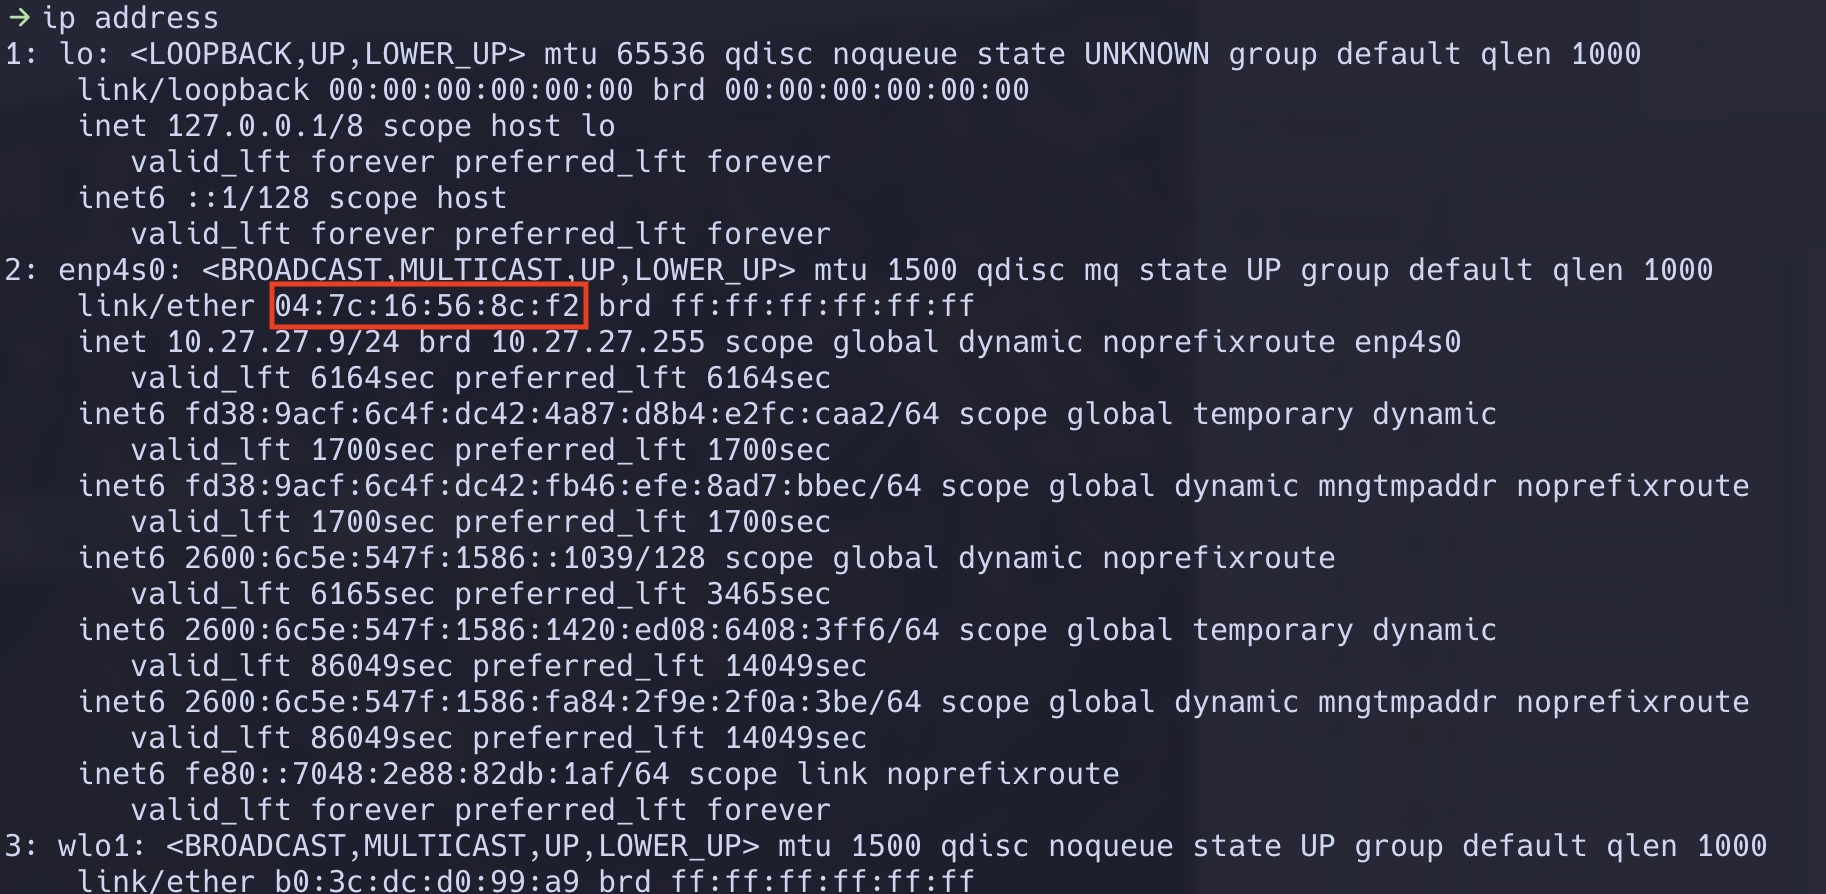 → ip address
1: lo: <LOOPBACK,UP,LOWER_UP> mtu 65536 qdisc noqueue state UNKNOWN group default qlen 1000
link/loopback 00:00:00:00:00:00 brd 00:00:00:00:00:00
inet 127.0.0.1/8 scope host lo
valid_lft forever preferred_lft forever
inet6 ::1/128 scope host
valid_lft forever preferred_lft forever
2: enp4s0: <BROADCAST,MULTICAST,UP,LOWER_UP> mtu 1500 qdisc mq state UP group default qlen 1000
link/ether 04:7c:16:56:8c:f2 brd ff:ff:ff:ff:ff:ff
inet 10.27.27.9/24 brd 10.27.27.255 scope global dynamic noprefixroute enp4s0
valid_lft 6164sec preferred_lft 6164sec
inet6 fd38:9acf:6c4f:dc42:4a87:d8b4:e2fc:caa2/64 scope global temporary dynamic
valid_lft 1700sec preferred_lft 1700sec
inet6 fd38:9acf:6c4f:dc42:fb46:efe:8ad7:bbec/64 scope global dynamic mngtmpaddr noprefixroute
valid_lft 1700sec preferred_lft 1700sec
inet6 2600:6c5e:547f:1586::1039/128 scope global dynamic noprefixroute
valid_lft 6165sec preferred_lft 3465sec
inet6 2600:6c5e:547f:1586:1420:ed08:6408:3ff6/64 scope global temporary dynamic
valid_lft 86049sec preferred_lft 14049sec
inet6 2600:6c5e:547f:1586:fa84:2f9e:2f0a:3be/64 scope global dynamic mngtmpaddr noprefixroute
valid_lft 86049sec preferred_lft 14049sec
inet6 fe80::7048:2e88:82db:1af/64 scope link noprefixroute
valid_lft forever preferred_lft forever
3: wlo1: <BROADCAST,MULTICAST,UP,LOWER_UP> mtu 1500 qdisc noqueue state UP group default qlen 1000
link/ether b0:3c:dc:d0:99:a9 brd ff:ff:ff:ff:ff:ff